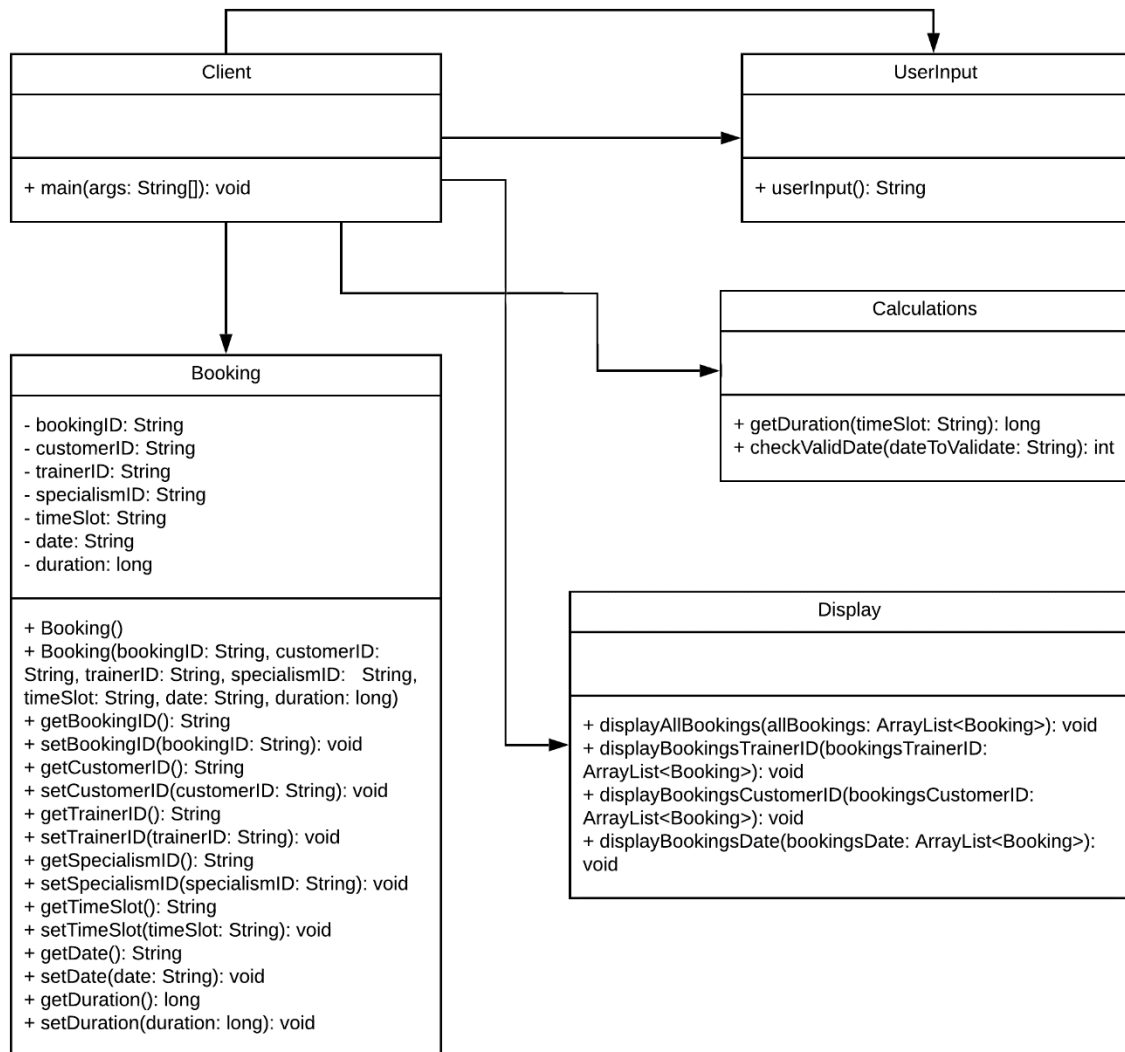 Client
+ main(args: String[]): void
UserInput
+ userInput(): String
Calculations
+ getDuration(timeSlot: String): long
+ checkValidDate(dateToValidate: String): int
Booking
- bookingID: String
- customerID: String
- trainerID: String
- specialismID: String
- timeSlot: String
- date: String
- duration: long
+ Booking()
+ Booking(bookingID: String, customerID:
String, trainerID: String, specialismID: String,
timeSlot: String, date: String, duration: long)
+ getBookingID(): String
+ setBookingID(bookingID: String): void
+ getCustomerID(): String
+ setCustomerID(customerID: String): void
+ getTrainerID(): String
+ setTrainerID(trainerID: String): void
+ getSpecialismID(): String
+ setSpecialismID(specialismID: String): void
+ getTimeSlot(): String
+ setTimeSlot(timeSlot: String): void
+ getDate(): String
+ setDate(date: String): void
+ getDuration(): long
+ setDuration(duration: long): void
Display
+ displayAllBookings(allBookings: ArrayList<Booking>): void
+ displayBookingsTrainerID(bookingsTrainerID:
ArrayList<Booking>): void
+ displayBookingsCustomerID(bookingsCustomerID:
ArrayList<Booking>): void
+ displayBookingsDate(bookingsDate: ArrayList<Booking>):
void